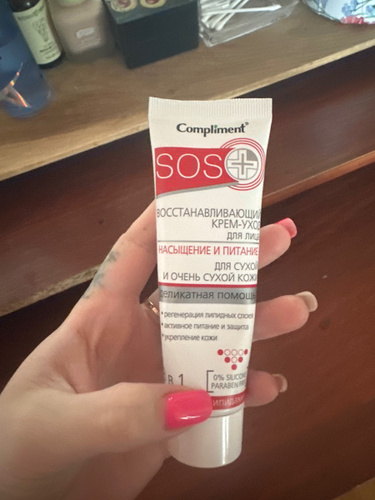 Compliment®
SOS
ВОССТАНАВЛИВАЮЩИЙ
КРЕМ-УХОД
ДЛЯ ЛИЦА
НАСЫЩЕНИЕ И ПИТАНИЕ
ДЛЯ СУХОЙ
И ОЧЕНЬ СУХОЙ КОЖИ
деликатная помощь
• регенерация липидных слоев
• активное питание и защита
• укрепление кожи
В 1
0% SILICONE
PARABEN FREE